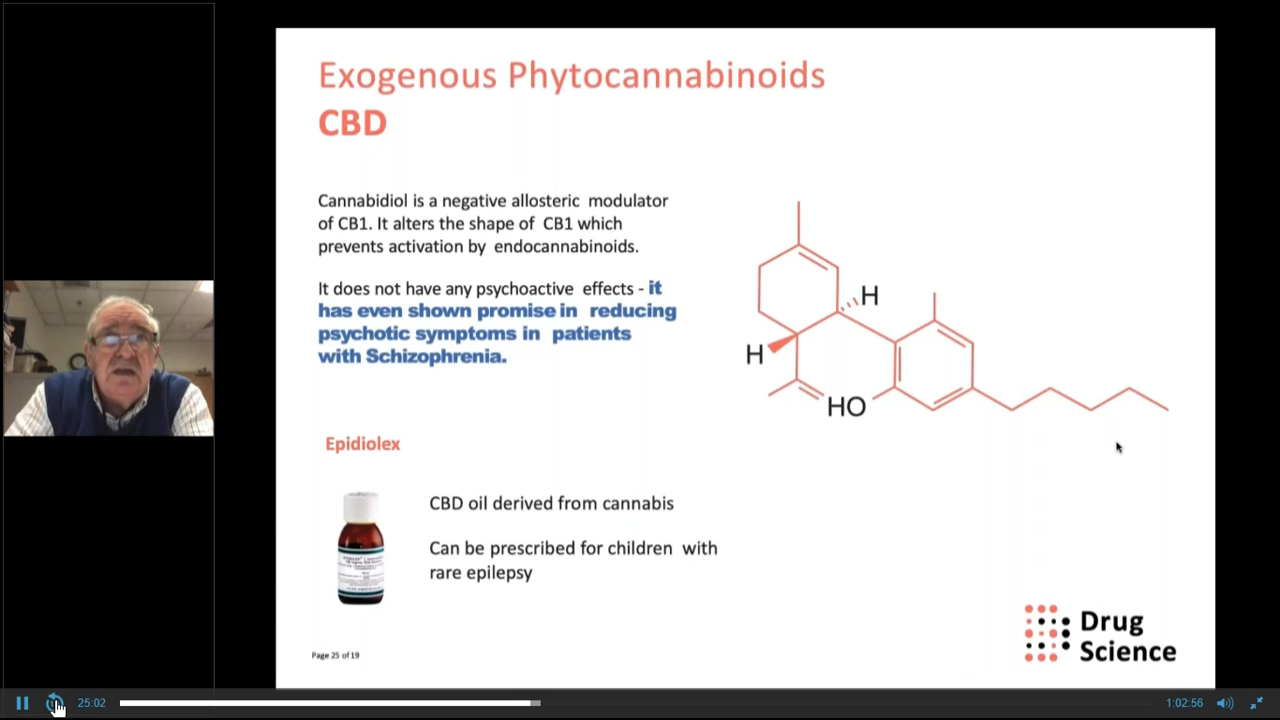 Exogenous Phytocannabinoids
CBD
Cannabidiol is a negative allosteric modulator
of CB1. It alters the shape of CB1 which
prevents activation by endocannabinoids.
It does not have any psychoactive effects - it
has even shown promise in reducing
psychotic symptoms in patients
with Schizophrenia.
H
H
HO
Epidiolex
CBD oil derived from cannabis
Can be prescribed for children with
rare epilepsy
Page 25 of 19
Drug
Science
25:02
1:02:56